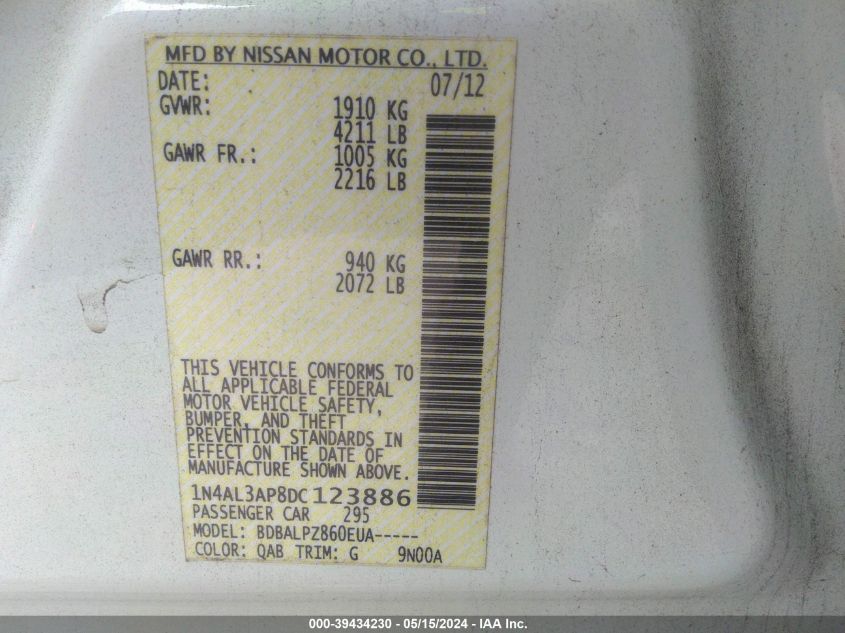 MFD BY NISSAN MOTOR CO., LTD.
DATE: 07/12
GVWR: 1910 KG
4211 LB
GAWR FR.: 1005 KG
2216 LB
GAWR RR.: 940 KG
2072 LB
THIS VEHICLE CONFORMS TO
ALL APPLICABLE FEDERAL
MOTOR VEHICLE SAFETY,
BUMPER, AND THEFT
PREVENTION STANDARDS IN
EFFECT ON THE DATE OF
MANUFACTURE SHOWN ABOVE.
1N4AL3AP8DC123886
PASSENGER CAR 295
MODEL: BDBALPZ860EUA-----
COLOR: QAB TRIM: G 9N00A
000-39434230 - 05/15/2024 - IAA Inc.